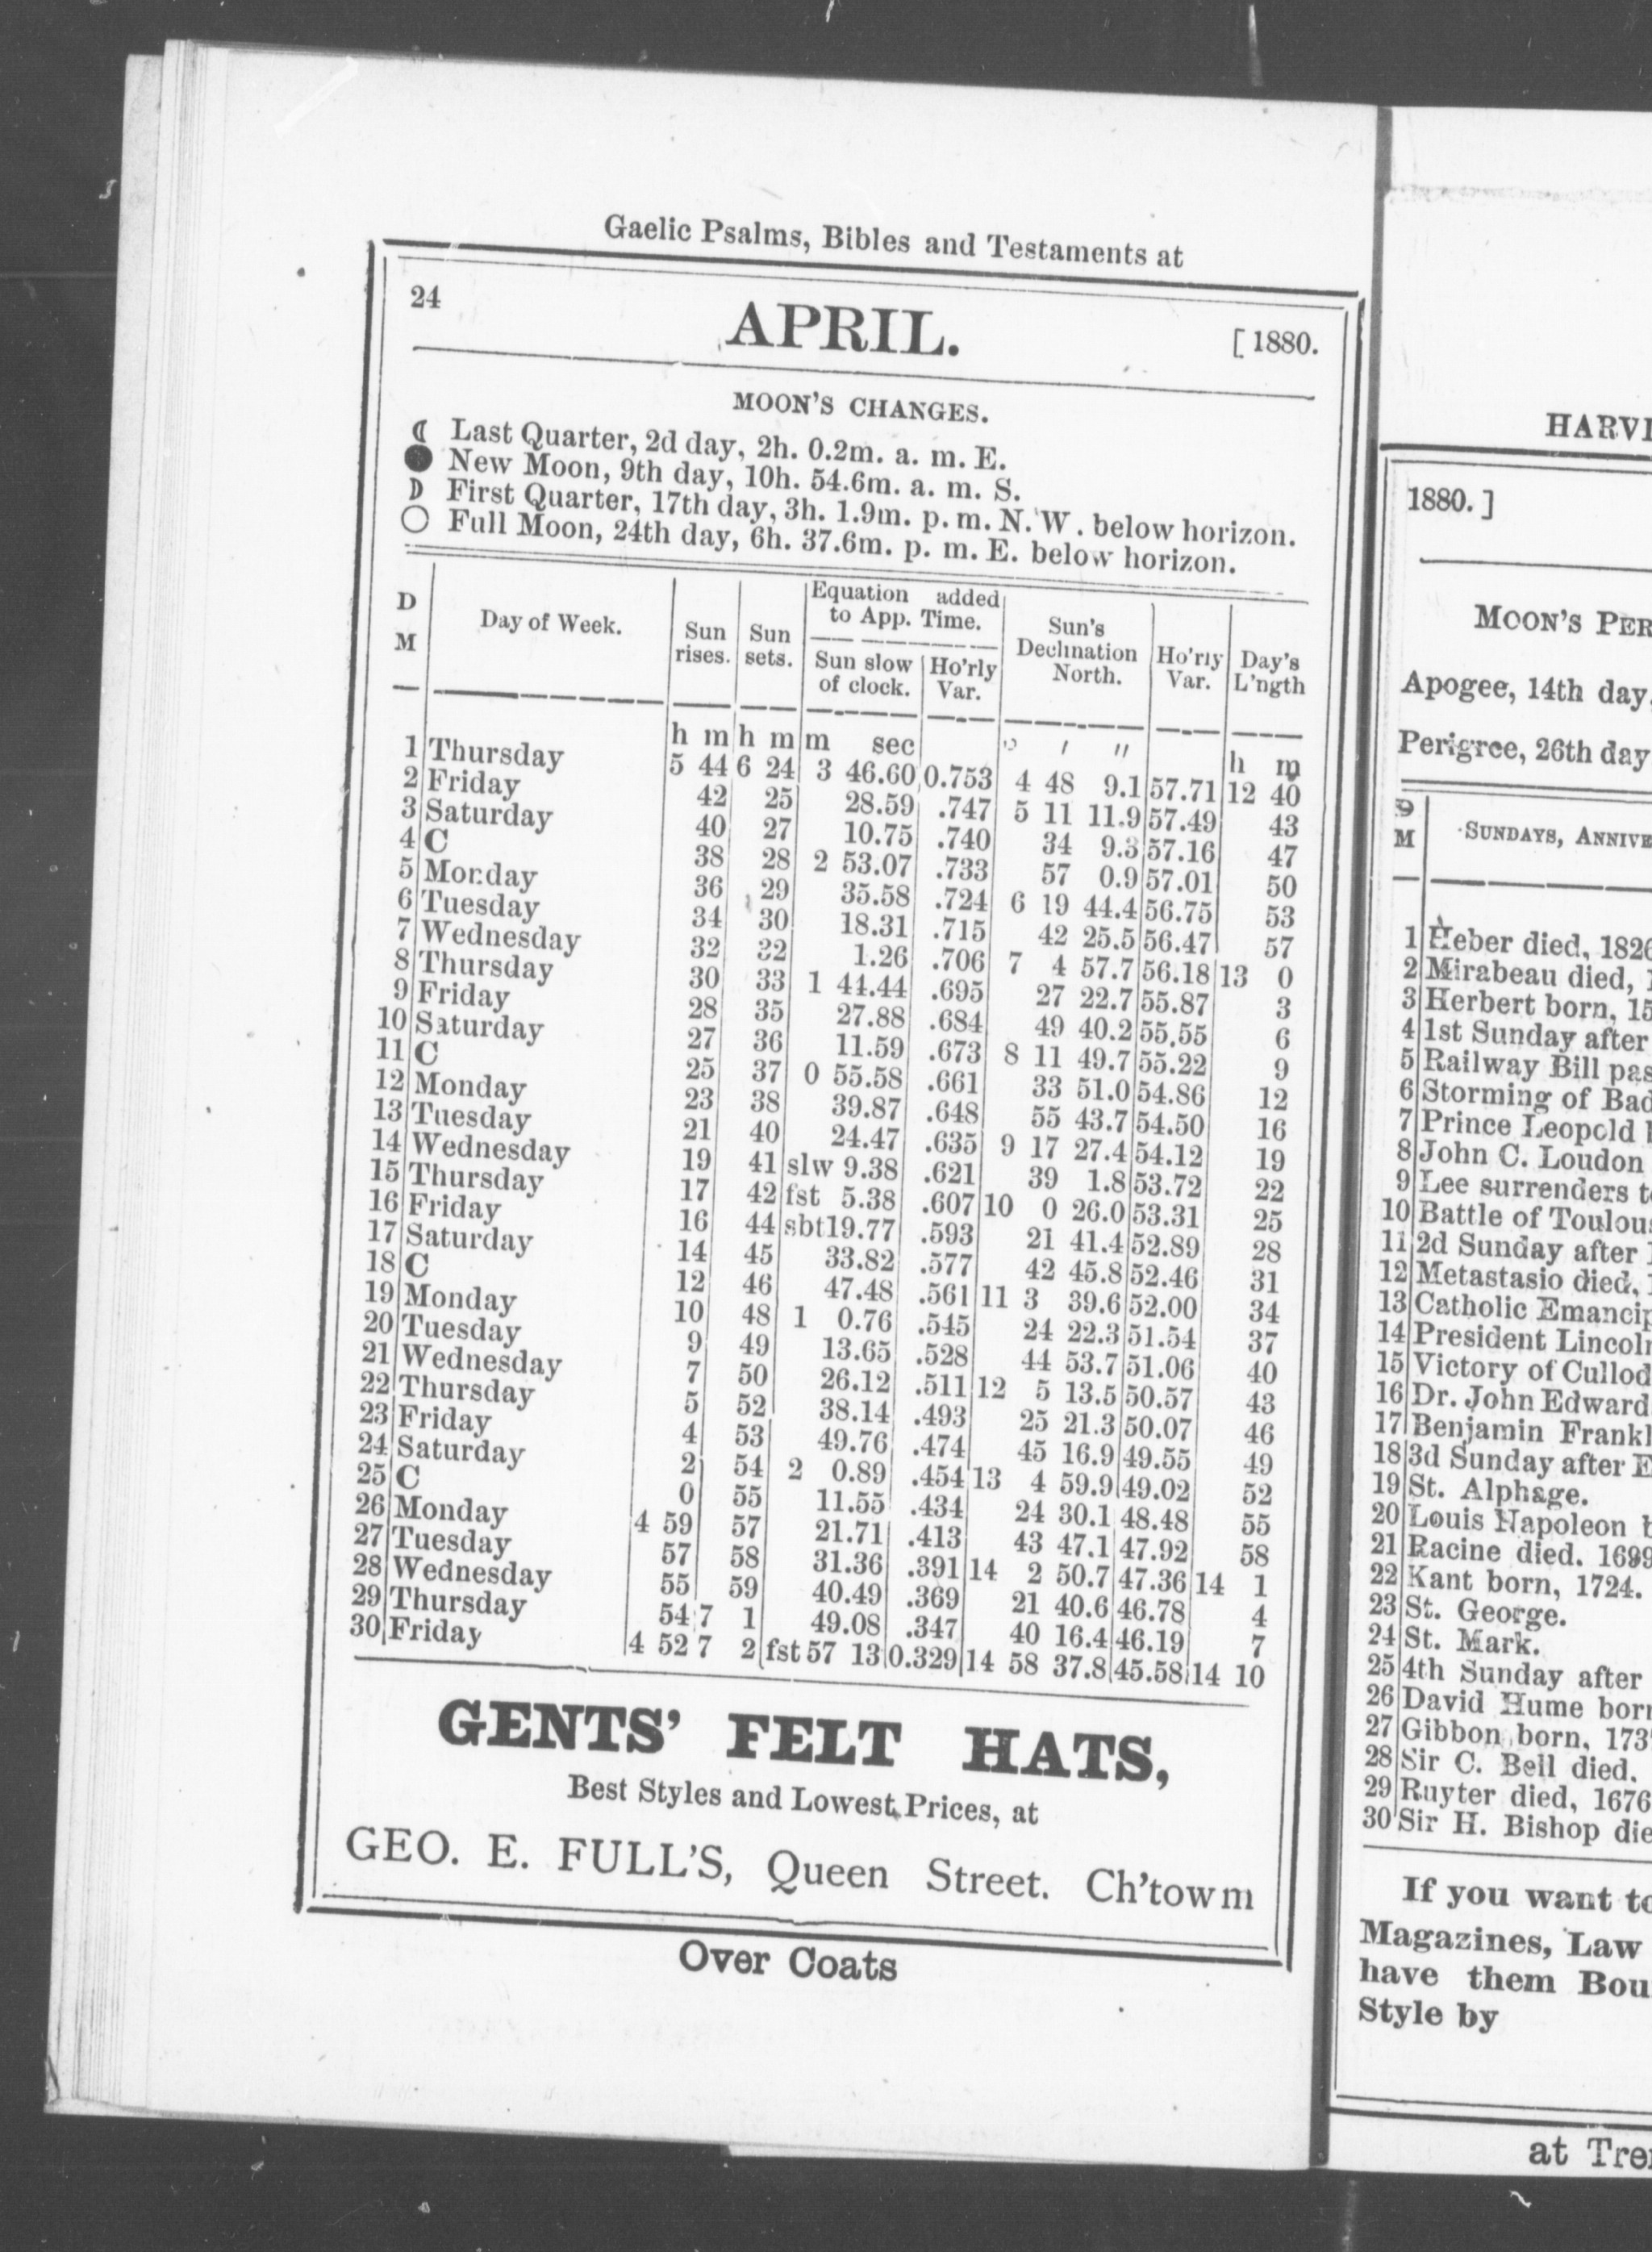 Gaelic Psalms, Bibles and Testaments at
24
APRIL.
[ 1880.
MOON'S CHANGES.
Last Quarter, 2d day, 2h. 0.2m. a. m. E.
New Moon, 9th day, 10h. 54.6m. a. m. S.
First Quarter, 17th day, 3h. 1.9m. p. m. N. W. below horizon.
Full Moon, 24th day, 6h. 37.6m. p. m. E. below horizon.
D M | Day of Week. | Sun rises. | Sun sets. | Equation added to App. Time. Sun slow of clock. | Ho'rly Var. | Sun's Declination North. | Ho'rly Var. | Day's L'ngth
h m h m m sec ° ' " h m
1 Thursday 5 44 6 24 3 46.60 0.753 4 48 9.1 57.71 12 40
2 Friday 42 25 28.59 .747 5 11 11.9 57.49 43
3 Saturday 40 27 10.75 .740 34 9.3 57.16 47
4 C 38 28 2 53.07 .733 57 0.9 57.01 50
5 Monday 36 29 35.58 .724 6 19 44.4 56.75 53
6 Tuesday 34 30 18.31 .715 42 25.5 56.47 57
7 Wednesday 32 32 1.26 .706 7 4 57.7 56.18 13 0
8 Thursday 30 33 1 44.44 .695 27 22.7 55.87 3
9 Friday 28 35 27.88 .684 49 40.2 55.55 6
10 Saturday 27 36 11.59 .673 8 11 49.7 55.22 9
11 C 25 37 0 55.58 .661 33 51.0 54.86 12
12 Monday 23 38 39.87 .648 55 43.7 54.50 16
13 Tuesday 21 40 24.47 .635 9 17 27.4 54.12 19
14 Wednesday 19 41 slw 9.38 .621 39 1.8 53.72 22
15 Thursday 17 42 fst 5.38 .607 10 0 26.0 53.31 25
16 Friday 16 44 sbt 19.77 .593 21 41.4 52.89 28
17 Saturday 14 45 33.82 .577 42 45.8 52.46 31
18 C 12 46 47.48 .561 11 3 39.6 52.00 34
19 Monday 10 48 1 0.76 .545 24 22.3 51.54 37
20 Tuesday 9 49 13.65 .528 44 53.7 51.06 40
21 Wednesday 7 50 26.12 .511 12 5 13.5 50.57 43
22 Thursday 5 52 38.14 .493 25 21.3 50.07 46
23 Friday 4 53 49.76 .474 45 16.9 49.55 49
24 Saturday 2 54 2 0.89 .454 13 4 59.9 49.02 52
25 C 0 55 11.55 .434 24 30.1 48.48 55
26 Monday 4 59 57 21.71 .413 43 47.1 47.92 58
27 Tuesday 57 58 31.36 .391 14 2 50.7 47.36 14 1
28 Wednesday 55 59 40.49 .369 21 40.6 46.78 4
29 Thursday 54 7 1 49.08 .347 40 16.4 46.19 7
30 Friday 4 52 7 2 fst 57 13 0.329 14 58 37.8 45.58 14 10
GENTS' FELT HATS,
Best Styles and Lowest Prices, at
GEO. E. FULL'S, Queen Street. Ch'towm
Over Coats
HARVI
1880. ]
MOON'S PER
Apogee, 14th day,
Perigree, 26th day
M SUNDAYS, ANNIVE
1 Heber died, 1826
2 Mirabeau died, 1
3 Herbert born, 15
4 1st Sunday after
5 Railway Bill pas
6 Storming of Bad
7 Prince Leopold
8 John C. Loudon
9 Lee surrenders t
10 Battle of Toulou
11 2d Sunday after
12 Metastasio died,
13 Catholic Emancip
14 President Lincol
15 Victory of Cullod
16 Dr. John Edward
17 Benjamin Frankl
18 3d Sunday after E
19 St. Alphage.
20 Louis Napoleon b
21 Racine died. 1699
22 Kant born, 1724.
23 St. George.
24 St. Mark.
25 4th Sunday after
26 David Hume born
27 Gibbon born, 173
28 Sir C. Bell died.
29 Ruyter died, 1676
30 Sir H. Bishop die
If you want to
Magazines, Law
have them Bou
Style by
at Tre